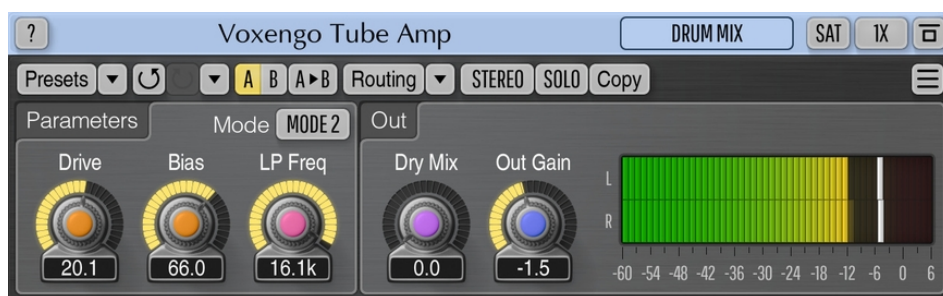 ? Voxengo Tube Amp DRUM MIX SAT 1X
Presets A B A►B Routing STEREO SOLO Copy
Parameters Mode MODE 2 Out
Drive Bias LP Freq Dry Mix Out Gain
L
R
20.1 66.0 16.1k 0.0 -1.5
-60 -54 -48 -42 -36 -30 -24 -18 -12 -6 0 6